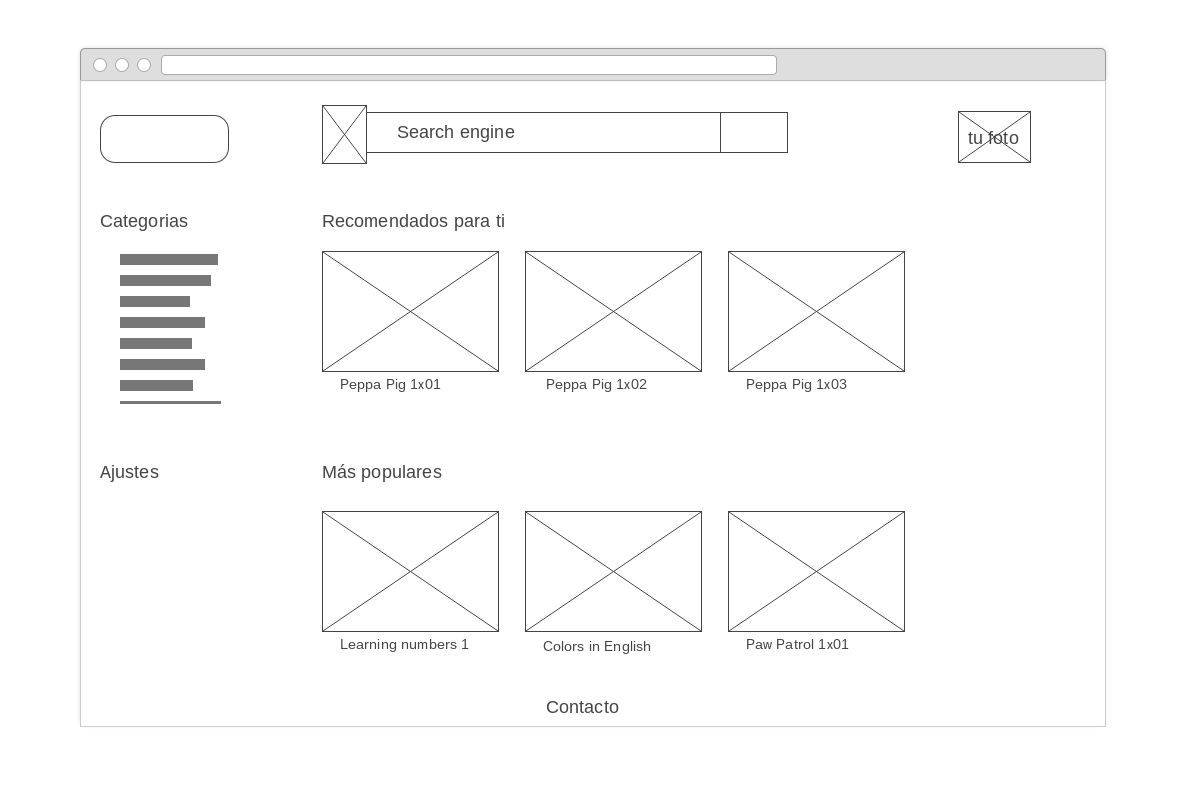 Search engine
tu foto
Categorias
Recomendados para ti
Peppa Pig 1x01
Peppa Pig 1x02
Peppa Pig 1x03
Ajustes
Más populares
Learning numbers 1
Colors in English
Paw Patrol 1x01
Contacto